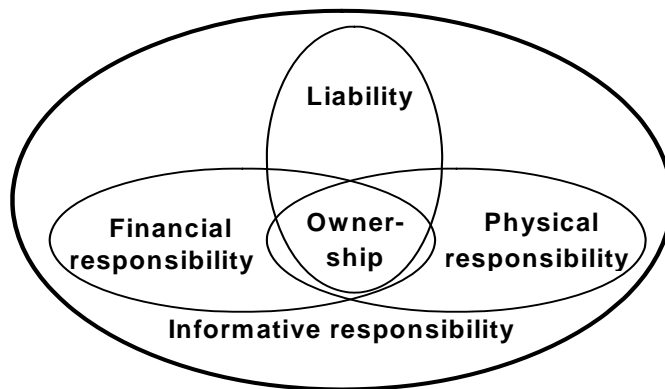 Liability
Financial
responsibility
Owner-
ship
Physical
responsibility
Informative responsibility